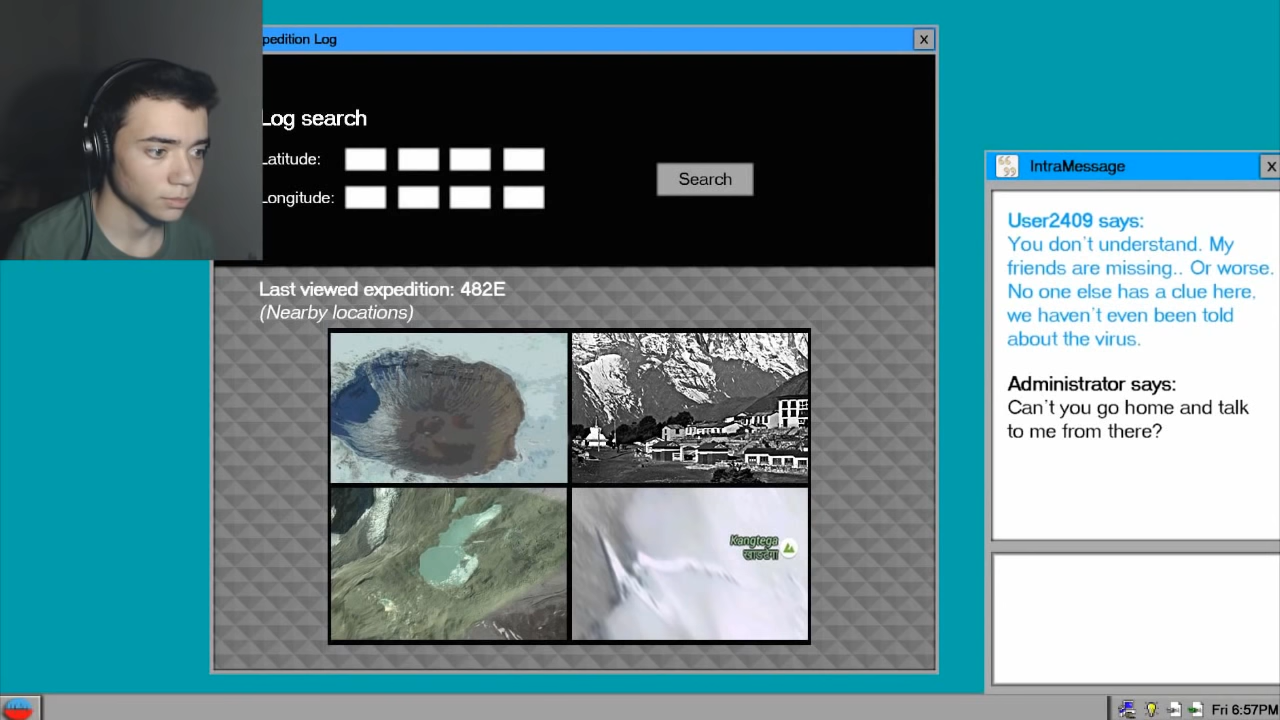 pedition Log
X
Log search
Latitude:
Longitude:
Search
Last viewed expedition: 482E
(Nearby locations)
Kangtega
IntraMessage
X
User2409 says:
You don't understand. My
friends are missing.. Or worse.
No one else has a clue here,
we haven't even been told
about the virus.
Administrator says:
Can't you go home and talk
to me from there?
Fri 6:57PM